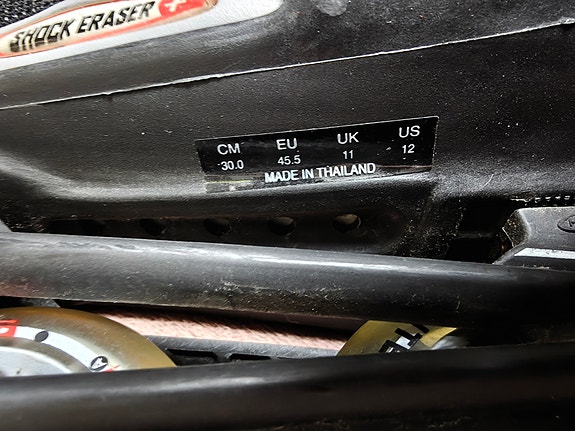 SHOCK ERASER
CM EU UK US
30.0 45.5 11 12
MADE IN THAILAND